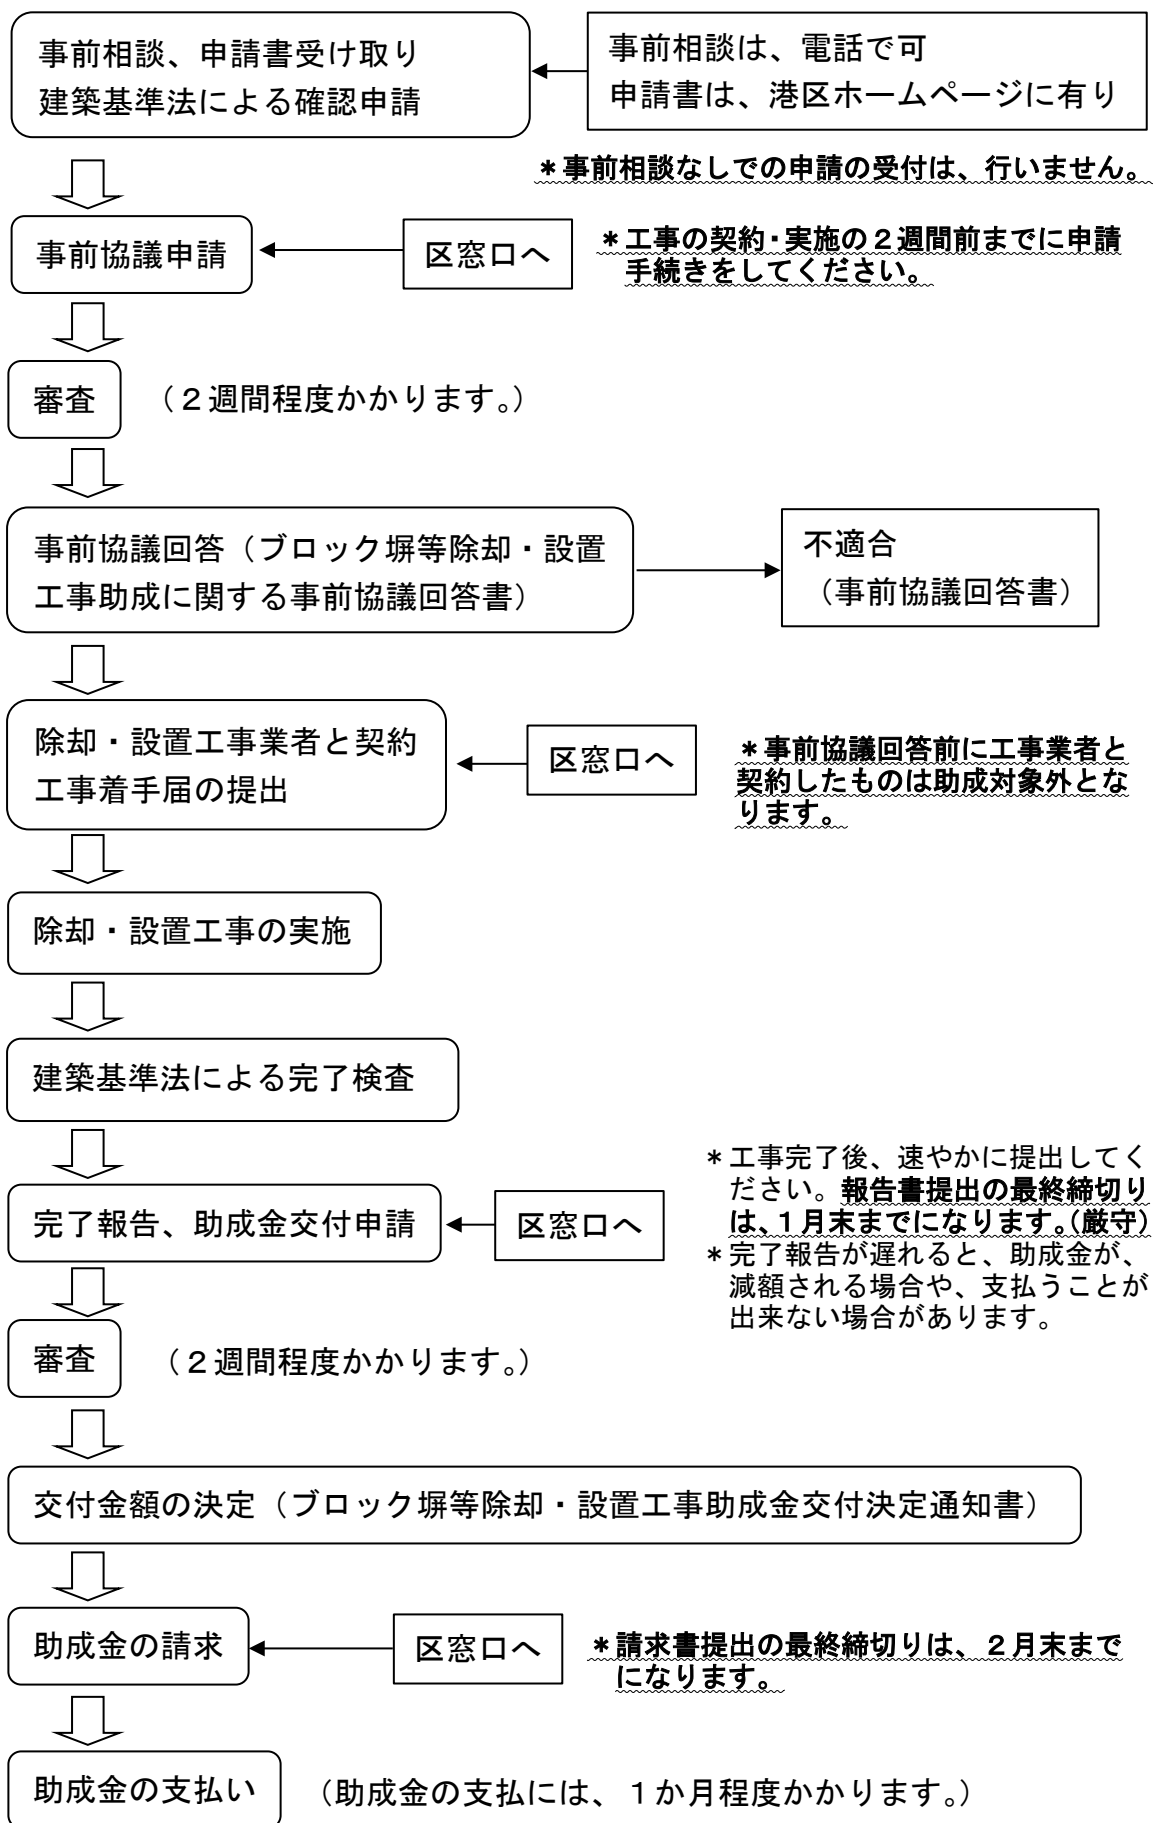 事前相談、申請書受け取り
建築基準法による確認申請
事前相談は、電話で可
申請書は、港区ホームページに有り
＊事前相談なしでの申請の受付は、行いません。
事前協議申請
区窓口へ
＊工事の契約・実施の２週間前までに申請
手続きをしてください。
審査
（２週間程度かかります。）
事前協議回答（ブロック塀等除却・設置
工事助成に関する事前協議回答書）
不適合
（事前協議回答書）
除却・設置工事業者と契約
工事着手届の提出
区窓口へ
＊事前協議回答前に工事業者と
契約したものは助成対象外とな
ります。
除却・設置工事の実施
建築基準法による完了検査
完了報告、助成金交付申請
区窓口へ
＊工事完了後、速やかに提出してく
ださい。報告書提出の最終締切り
は、１月末までになります。（厳守）
＊完了報告が遅れると、助成金が、
減額される場合や、支払うことが
出来ない場合があります。
審査
（２週間程度かかります。）
交付金額の決定（ブロック塀等除却・設置工事助成金交付決定通知書）
助成金の請求
区窓口へ
＊請求書提出の最終締切りは、２月末まで
になります。
助成金の支払い
（助成金の支払には、１か月程度かかります。）